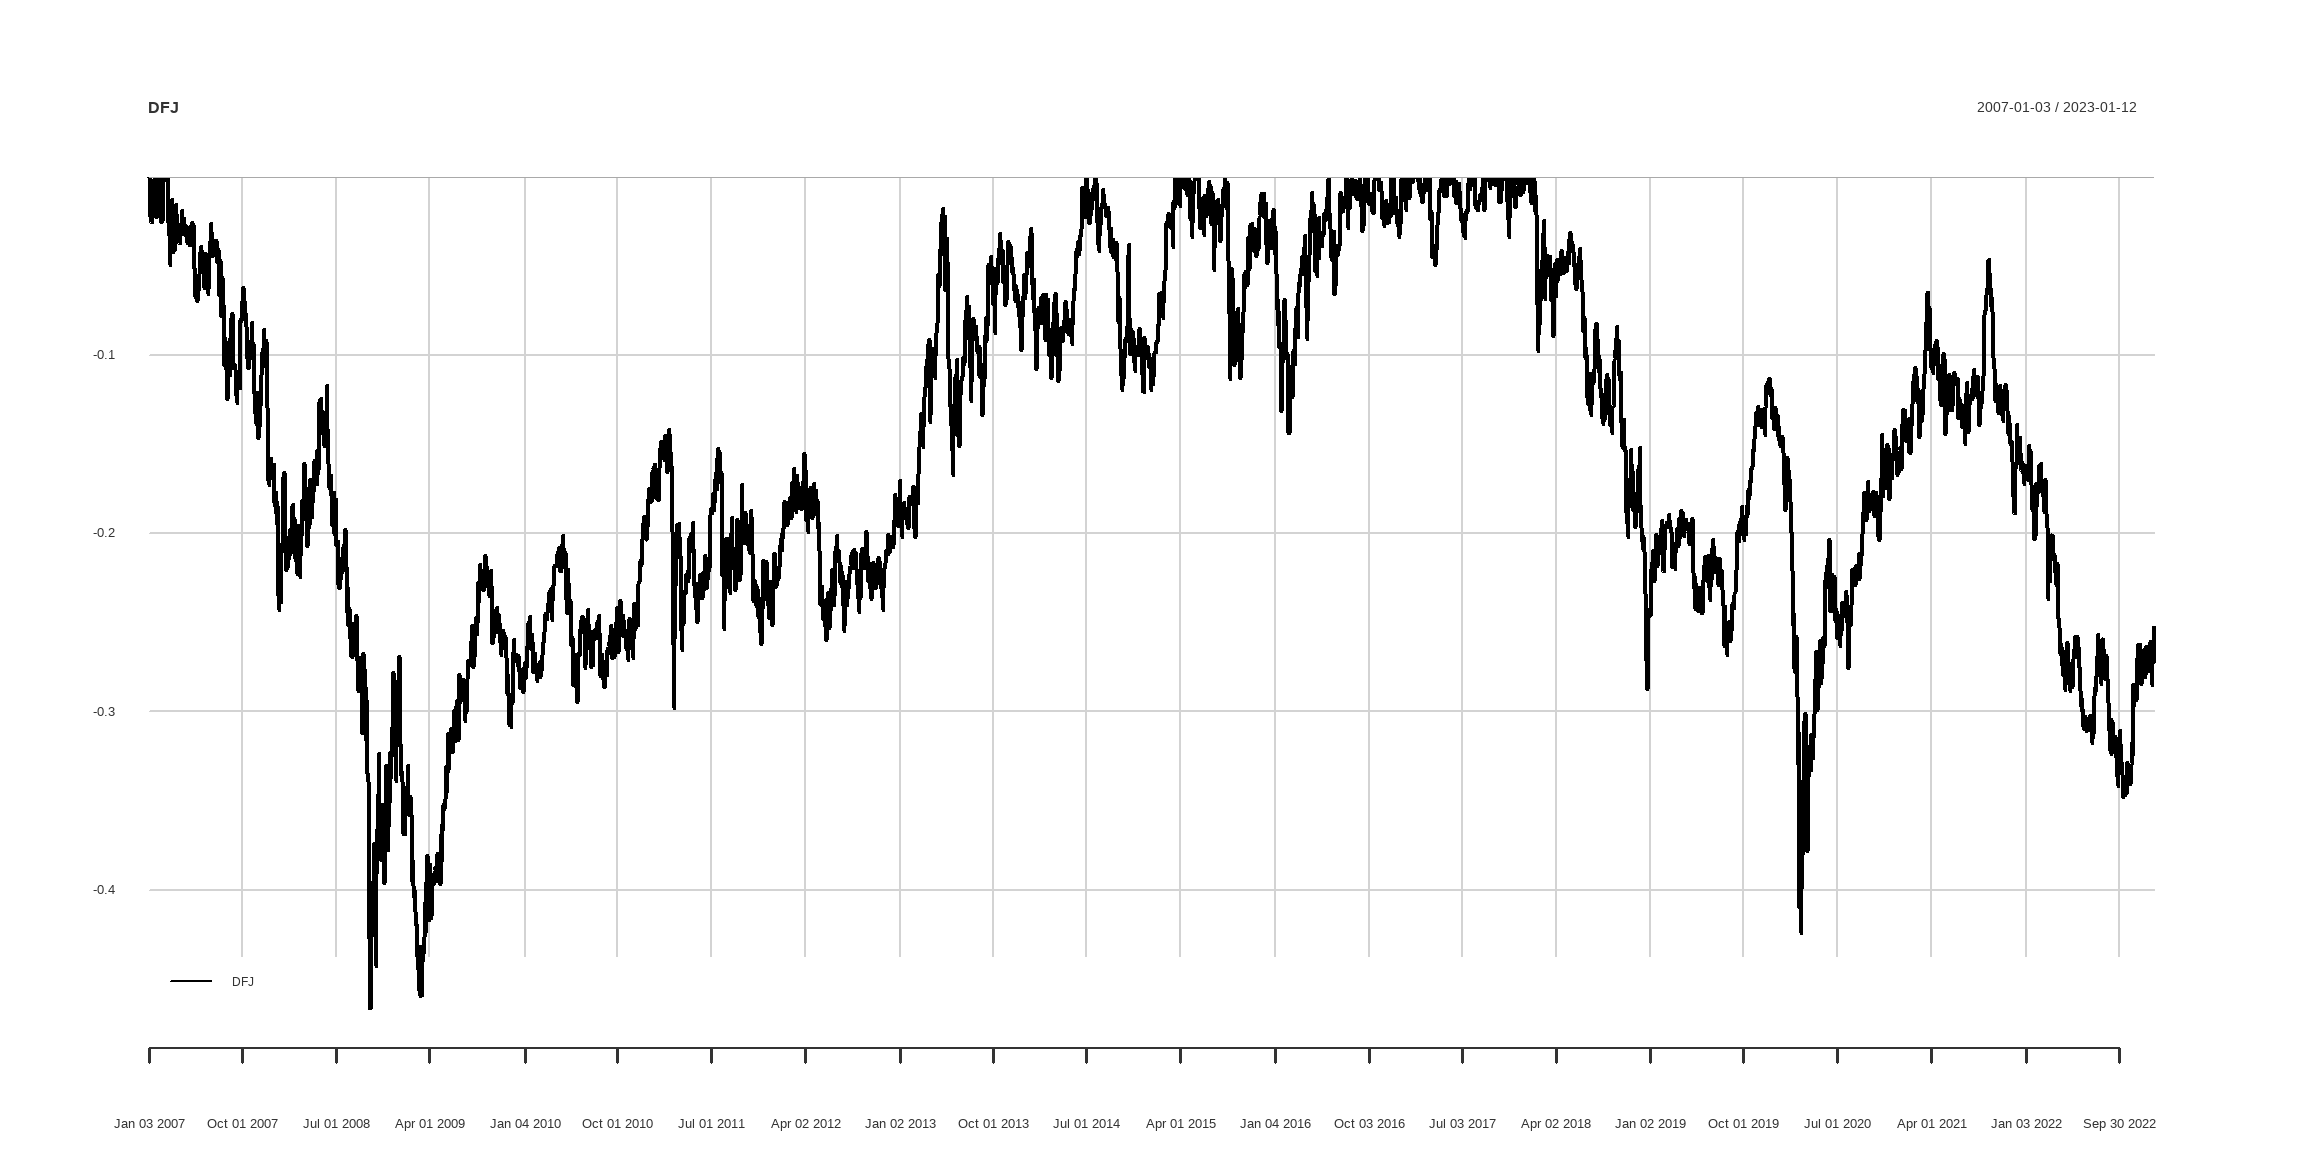 DFJ
2007-01-03 / 2023-01-12
-0.1
-0.2
-0.3
-0.4
DFJ
Jan 03 2007 Oct 01 2007 Jul 01 2008 Apr 01 2009 Jan 04 2010 Oct 01 2010 Jul 01 2011 Apr 02 2012 Jan 02 2013 Oct 01 2013 Jul 01 2014 Apr 01 2015 Jan 04 2016 Oct 03 2016 Jul 03 2017 Apr 02 2018 Jan 02 2019 Oct 01 2019 Jul 01 2020 Apr 01 2021 Jan 03 2022 Sep 30 2022